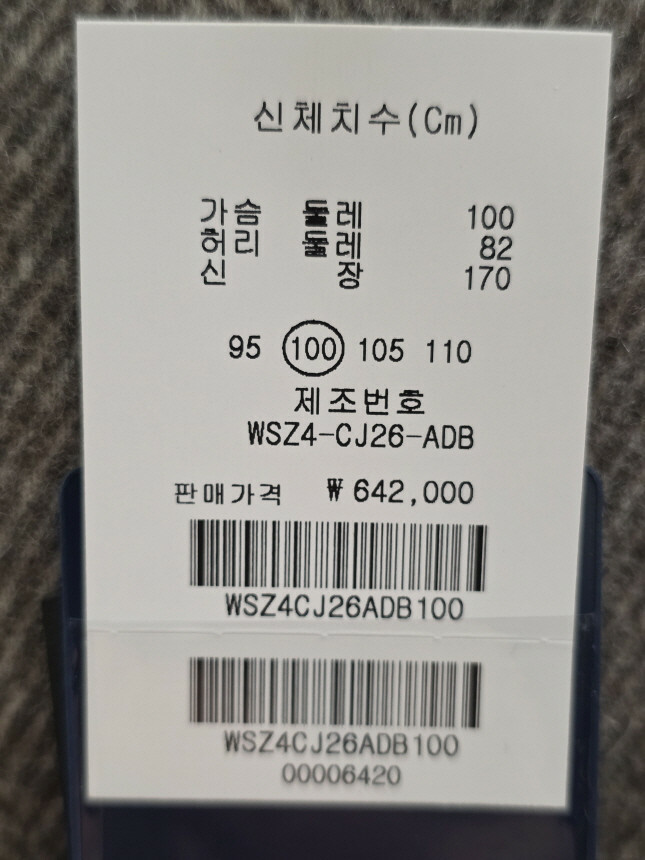 신체치수(Cm)
가슴 둘레 100
허리 둘레 82
신 장 170
95 100 105 110
제조번호
WSZ4-CJ26-ADB
판매가격 ₩ 642,000
WSZ4CJ26ADB100
WSZ4CJ26ADB100
00006420